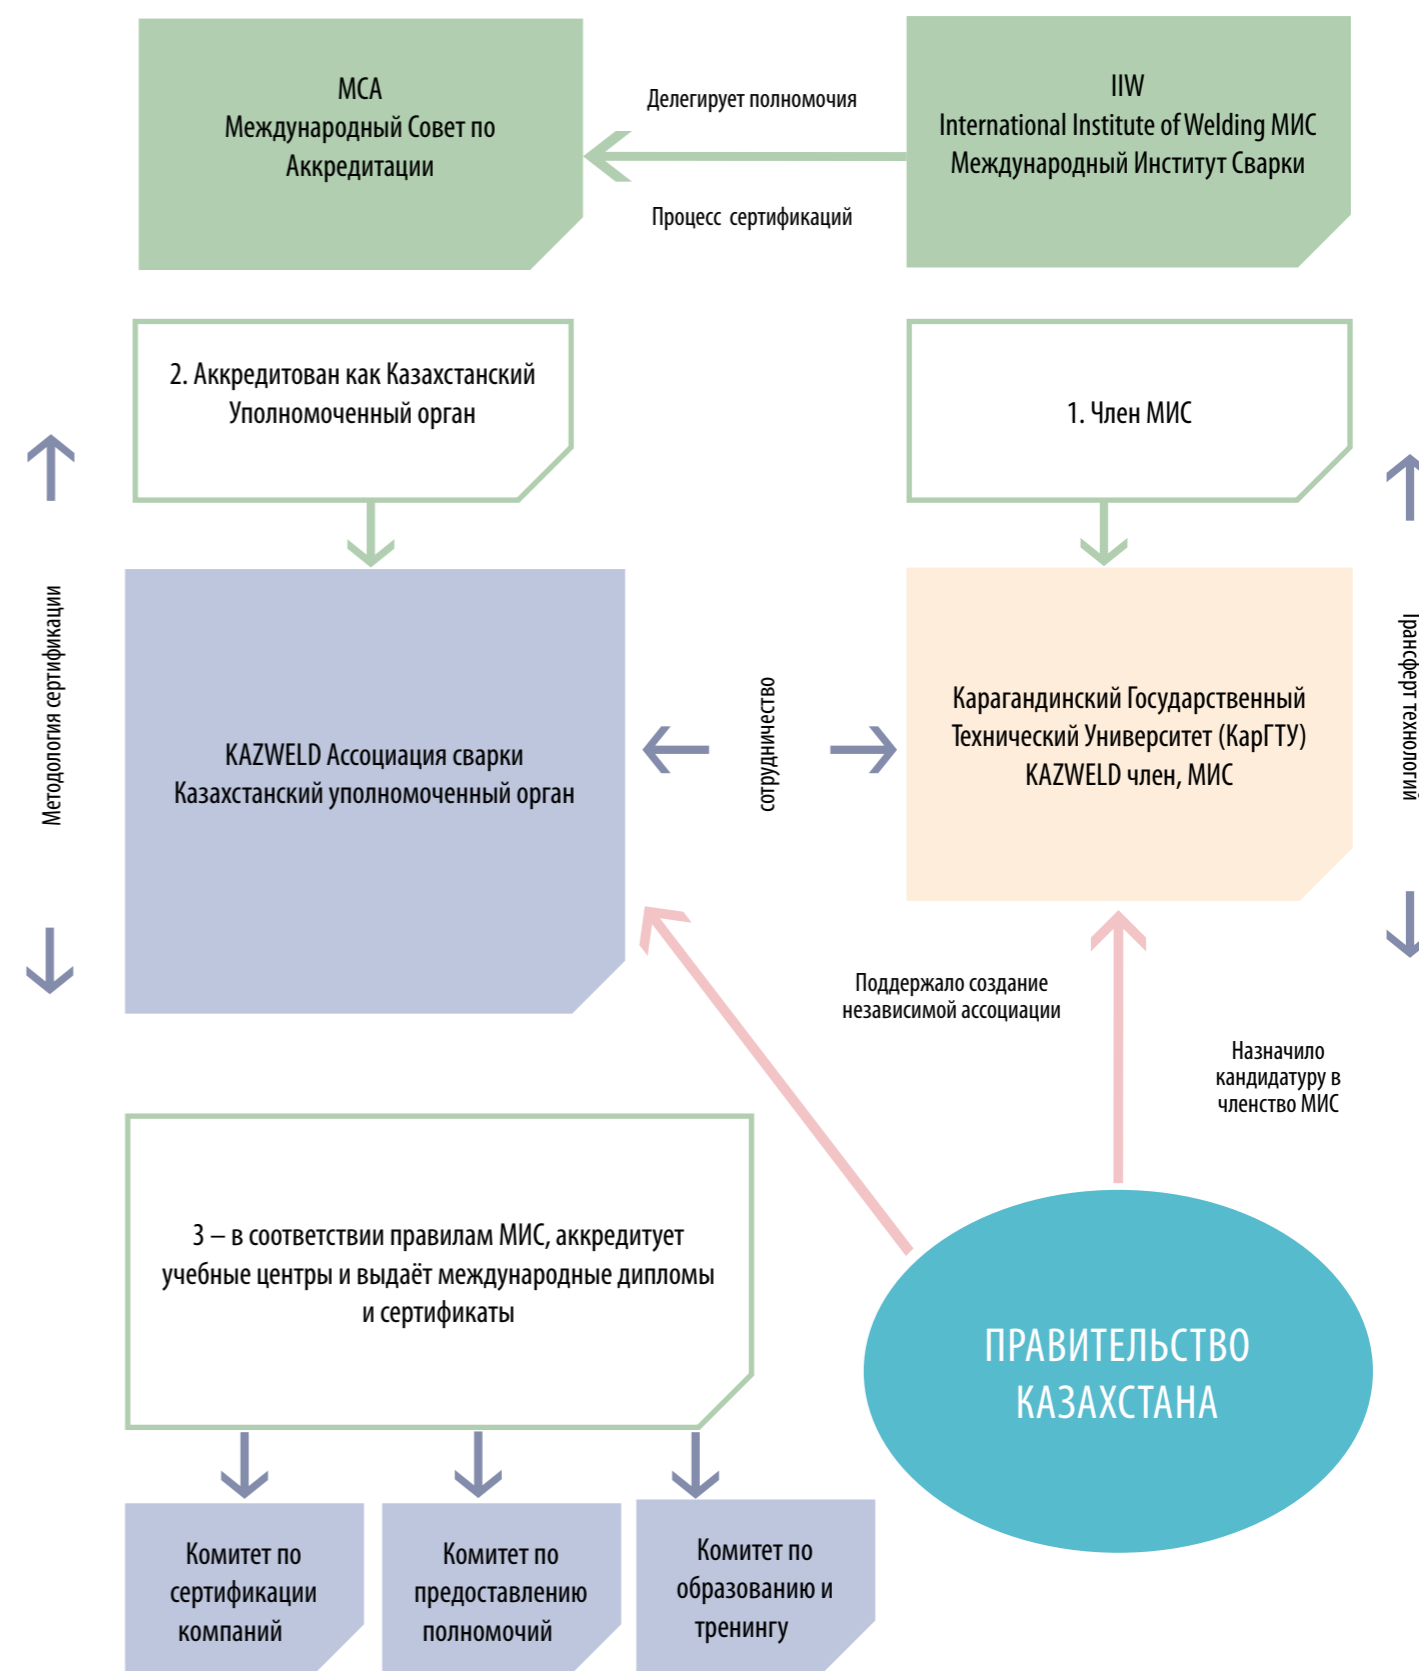 МСА
Международный Совет по
Аккредитации
Делегирует полномочия
Процесс сертификаций
IIW
International Institute of Welding МИС
Международный Институт Сварки
2. Аккредитован как Казахстанский
Уполномоченный орган
1. Член МИС
Методология сертификации
KAZWELD Ассоциация сварки
Казахстанский уполномоченный орган
сотрудничество
Карагандинский Государственный
Технический Университет (КарГТУ)
KAZWELD член, МИС
Трансферт технологий
Поддержало создание
независимой ассоциации
Назначило
кандидатуру в
членство МИС
3 – в соответствии правилам МИС, аккредитует
учебные центры и выдаёт международные дипломы
и сертификаты
ПРАВИТЕЛЬСТВО
КАЗАХСТАНА
Комитет по
сертификации
компаний
Комитет по
предоставлению
полномочий
Комитет по
образованию и
тренингу